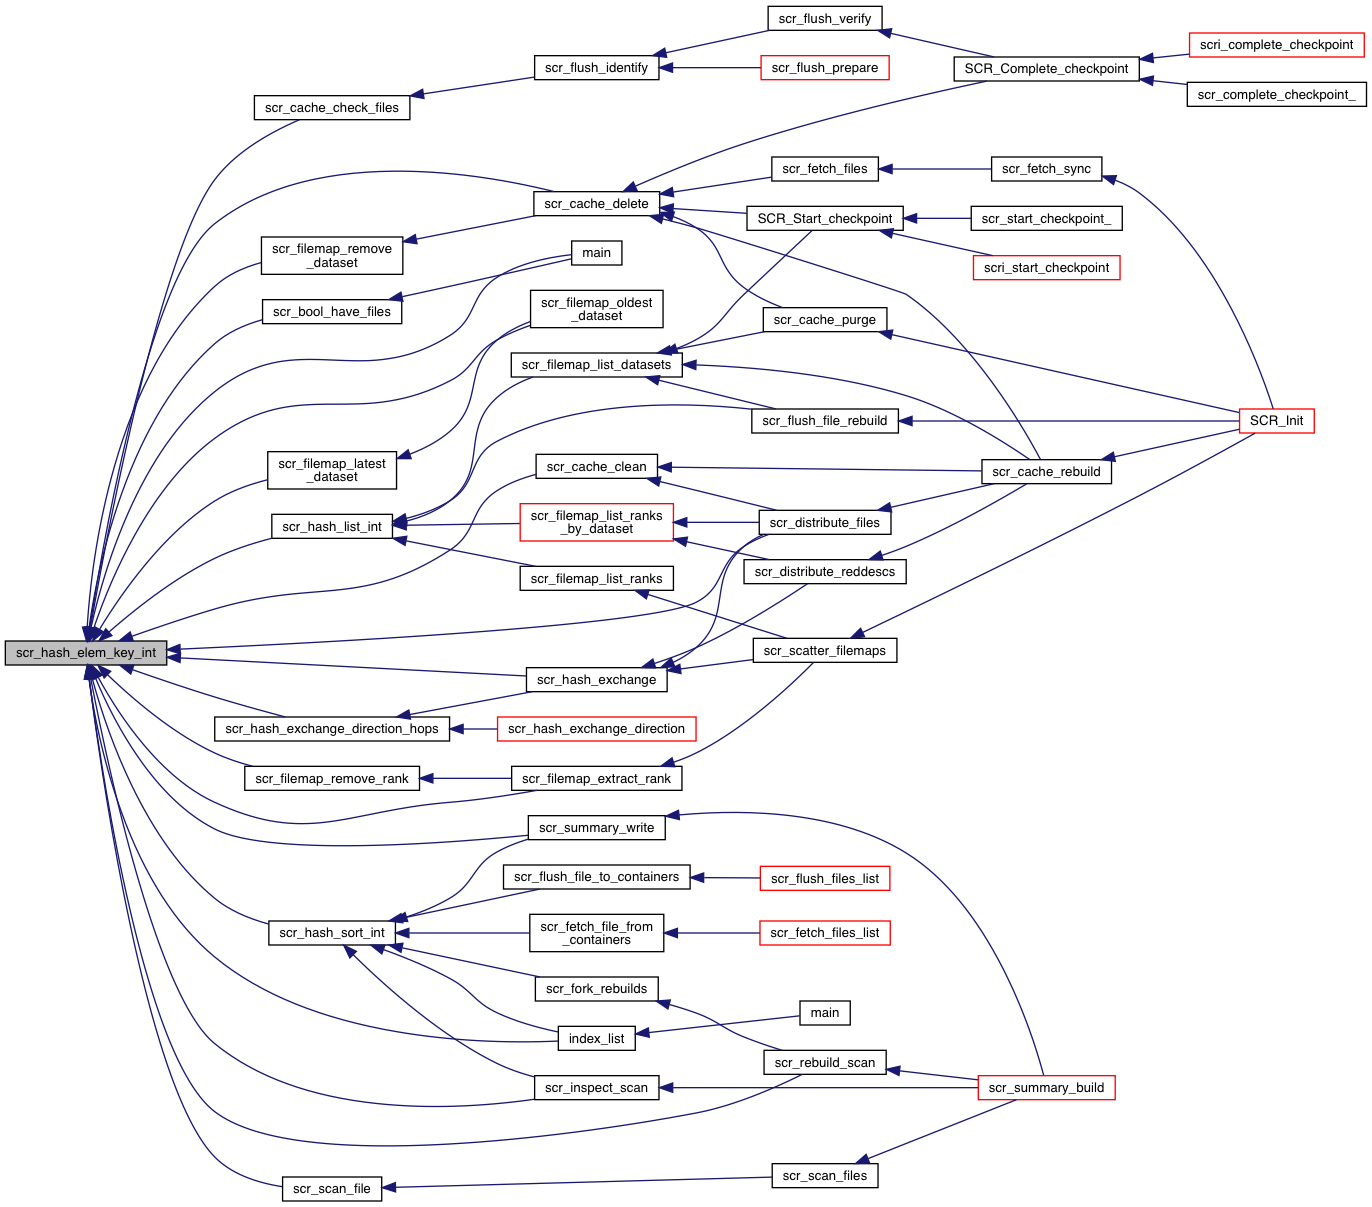 scr_flush_verify
scri_complete_checkpoint
scr_flush_identify
scr_flush_prepare
SCR_Complete_checkpoint
scr_complete_checkpoint_
scr_cache_check_files
scr_fetch_files
scr_fetch_sync
scr_cache_delete
SCR_Start_checkpoint
scr_start_checkpoint_
scr_filemap_remove
_dataset
main
scri_start_checkpoint
scr_bool_have_files
scr_filemap_oldest
_dataset
scr_cache_purge
scr_filemap_list_datasets
scr_flush_file_rebuild
SCR_Init
scr_filemap_latest
_dataset
scr_cache_clean
scr_cache_rebuild
scr_hash_list_int
scr_filemap_list_ranks
_by_dataset
scr_distribute_files
scr_filemap_list_ranks
scr_distribute_reddescs
scr_hash_elem_key_int
scr_scatter_filemaps
scr_hash_exchange
scr_hash_exchange_direction_hops
scr_hash_exchange_direction
scr_filemap_remove_rank
scr_filemap_extract_rank
scr_summary_write
scr_flush_file_to_containers
scr_flush_files_list
scr_hash_sort_int
scr_fetch_file_from
_containers
scr_fetch_files_list
scr_fork_rebuilds
main
index_list
scr_rebuild_scan
scr_inspect_scan
scr_summary_build
scr_scan_files
scr_scan_file